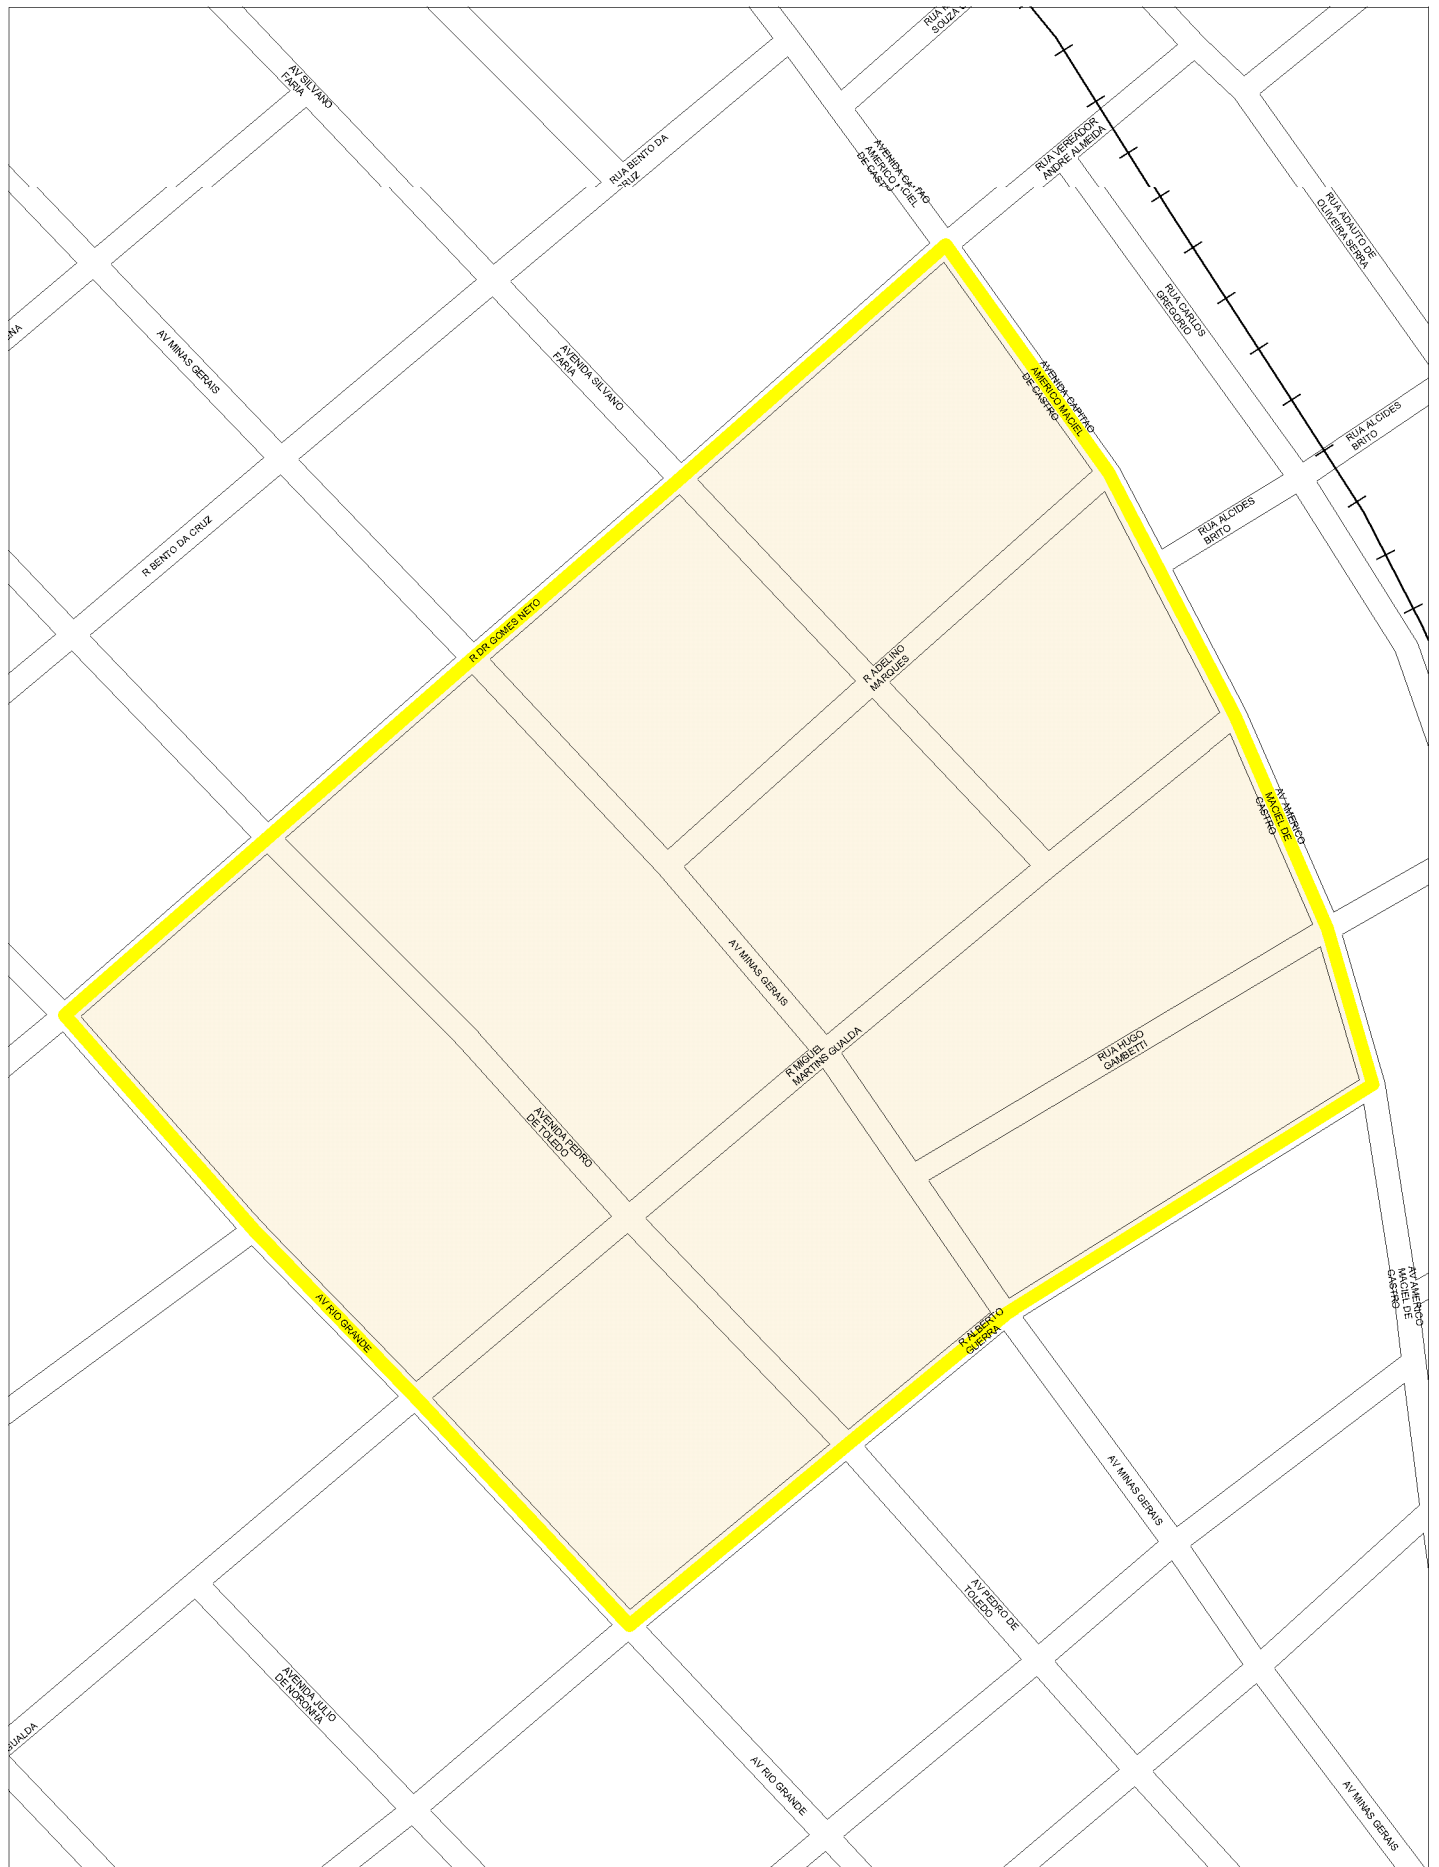 SOUZA
AV SILVANO
FARIA
RUA BENTO DA
CRUZ
AVENIDA CAPITAO
AMERICO MACIEL
DE CASTRO
RUA VEREADOR
ANDRE ALMEIDA
RUA ADAUTO DE
OLIVEIRA SERRA
RUA CARLOS
GREGORIO
ENA
AV MINAS GERAIS
AVENIDA SILVANO
FARIA
AVENIDA CAPITAO
AMERICO MACIEL
DE CASTRO
RUA ALCIDES
BRITO
RUA ALCIDES
BRITO
R BENTO DA CRUZ
R DR GOMES NETO
R ADELINO
MARQUES
AV AMERICO
MACIEL DE
CASTRO
AV MINAS GERAIS
R MIGUEL
MARTINS GUALDA
RUA HUGO
GAMBETTI
AVENIDA PEDRO
DE TOLEDO
AV RIO GRANDE
R ALBERTO
GUERRA
AV AMERICO
MACIEL DE
CASTRO
AV MINAS GERAIS
AV PEDRO DE
TOLEDO
AVENIDA JULIO
DE NORONHA
GUALDA
AV RIO GRANDE
AV MINAS GERAIS